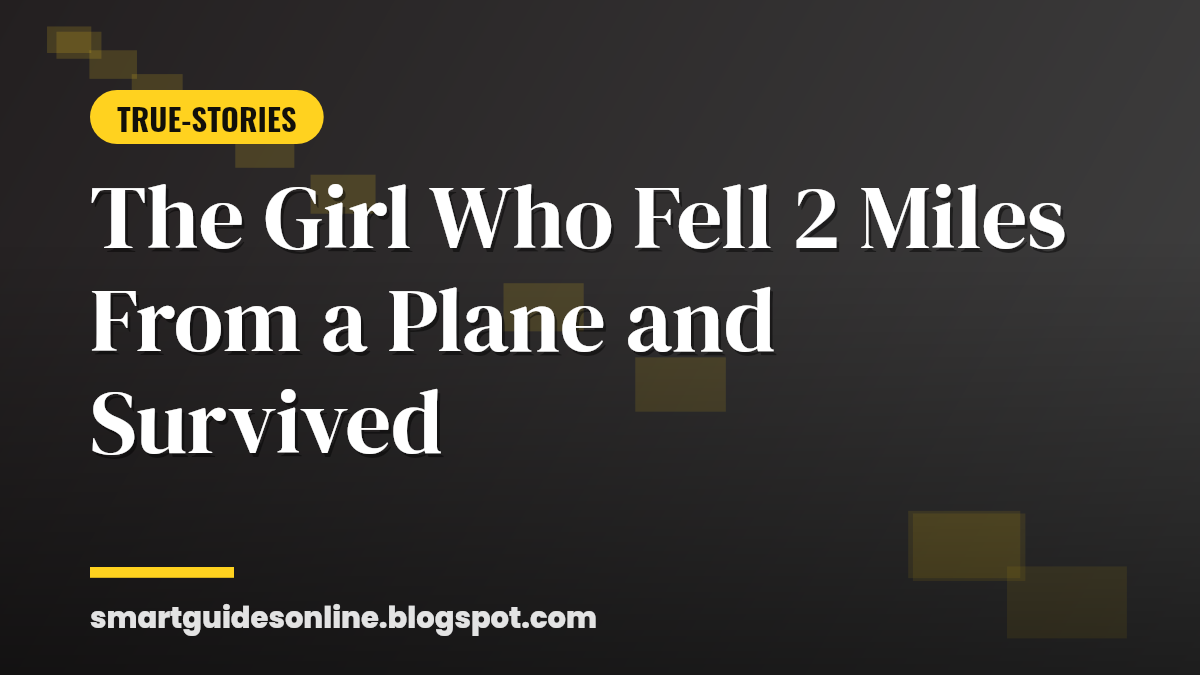 TRUE-STORIES
The Girl Who Fell 2 Miles
From a Plane and
Survived
smartguidesonline.blogspot.com